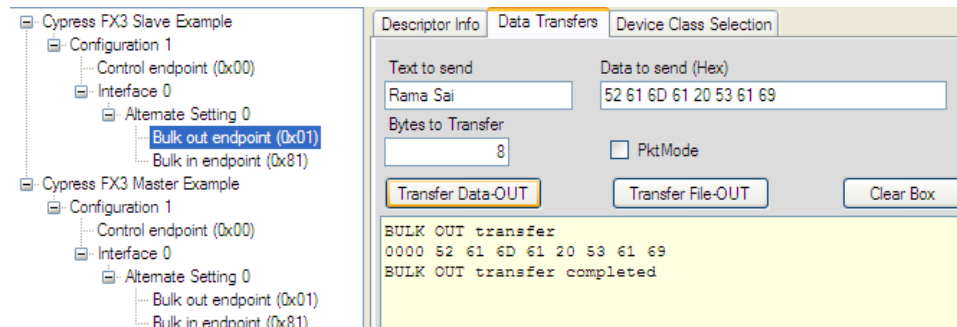 Cypress FX3 Slave Example
Configuration 1
Control endpoint (0x00)
Interface 0
Alternate Setting 0
Bulk out endpoint (0x01)
Bulk in endpoint (0x81)
Cypress FX3 Master Example
Configuration 1
Control endpoint (0x00)
Interface 0
Alternate Setting 0
Bulk out endpoint (0x01)
Bulk in endpoint (0x81)
Descriptor Info Data Transfers Device Class Selection
Text to send Data to send (Hex)
Rama Sai 52 61 6D 61 20 53 61 69
Bytes to Transfer
8 PktMode
Transfer Data-OUT Transfer File-OUT Clear Box
BULK OUT transfer
0000 52 61 6D 61 20 53 61 69
BULK OUT transfer completed